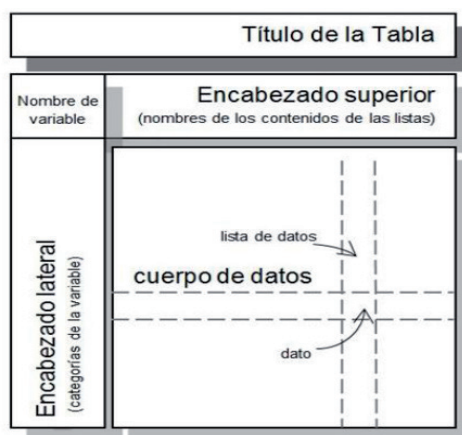 Título de la Tabla
Nombre de
variable
Encabezado superior
(nombres de los contenidos de las listas)
Encabezado lateral
(categorías de la variable)
lista de datos
cuerpo de datos
dato